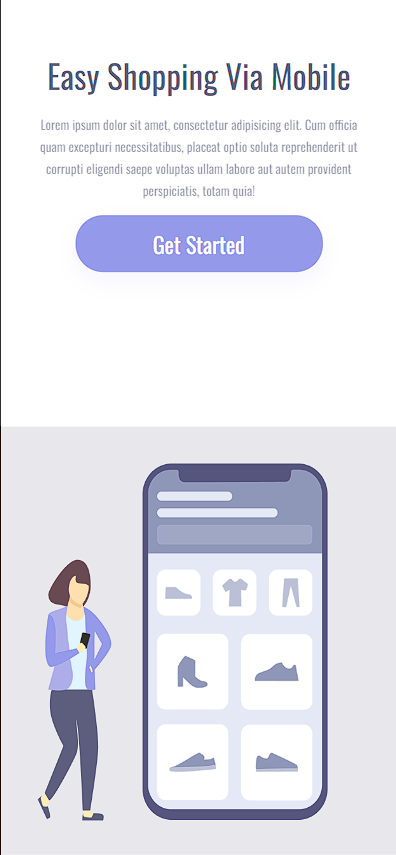 Easy Shopping Via Mobile
Lorem ipsum dolor sit amet, consectetur adipisicing elit. Cum officia
quam excepturi necessitatibus, placeat optio soluta reprehenderit ut
corrupti eligendi saepe voluptas ullam labore aut autem provident
perspiciatis, totam quia!
Get Started